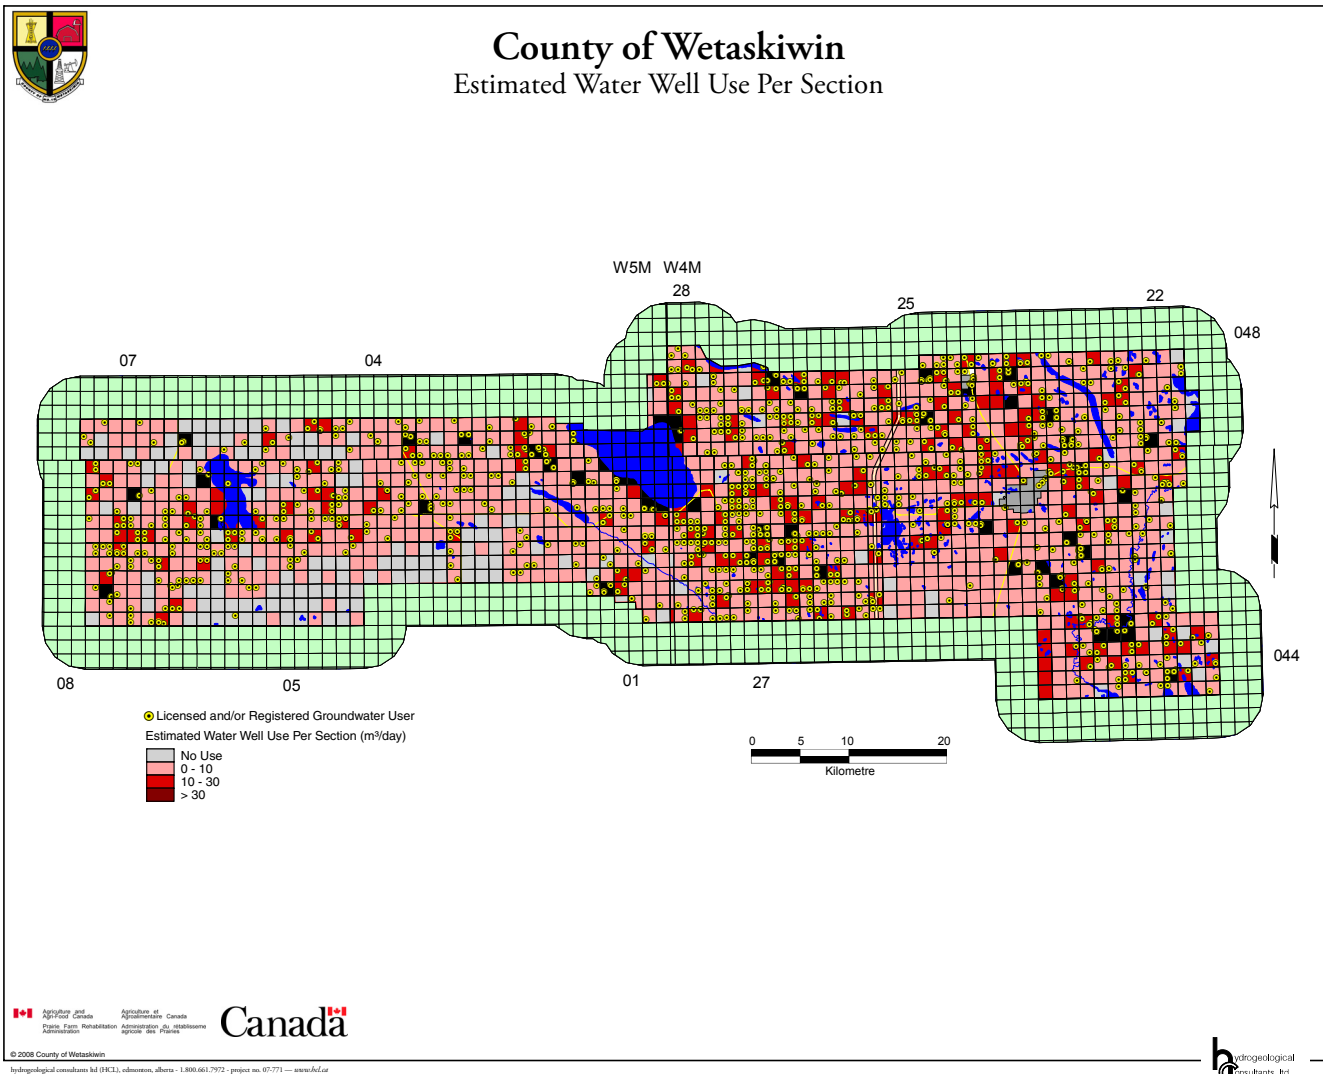 County of Wetaskiwin
Estimated Water Well Use Per Section
W5M W4M
28
25
22
048
07
04
08
05
01
27
044
Licensed and/or Registered Groundwater User
Estimated Water Well Use Per Section (m³/day)
No Use
0 - 10
10 - 30
> 30
0 5 10 20
Kilometre
Agriculture and Agriculture et
Agri-Food Canada Agroalimentaire Canada
Prairie Farm Rehabilitation Administration du rétablisseme
Administration agricole des Prairies
Canada
© 2008 County of Wetaskiwin
hydrogeological consultants ltd (HCL), edmonton, alberta - 1.800.661.7972 - project no. 07-771 — www.hcl.ca
hydrogeological
consultants ltd